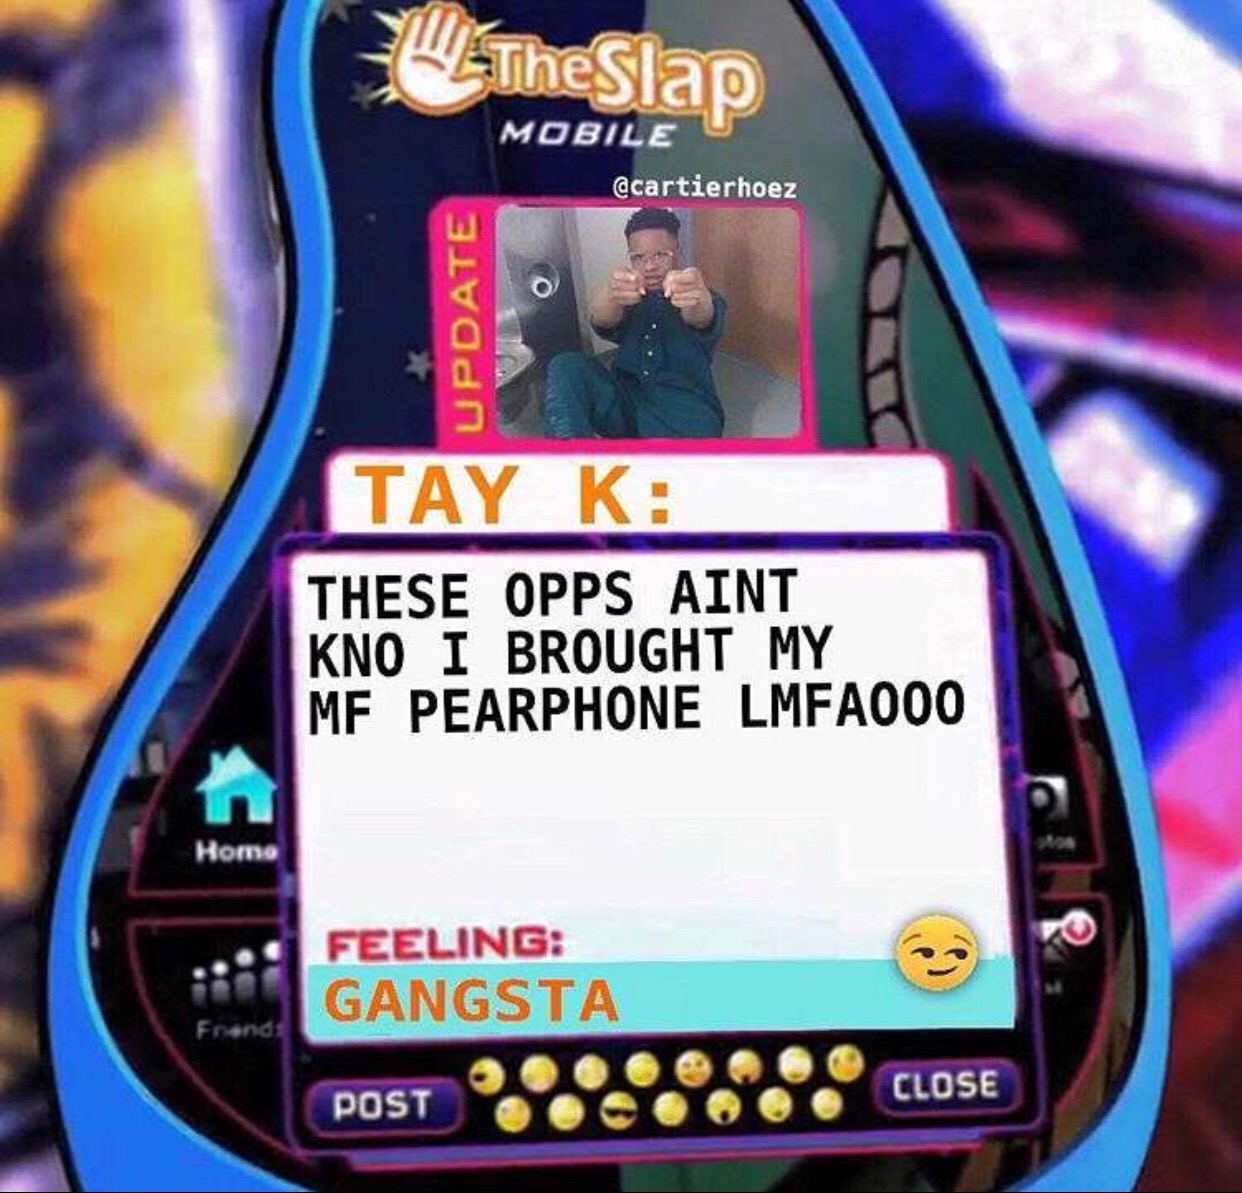 TheSlap
MOBILE
@cartierhoez
UPDATE
TAY K:
THESE OPPS AINT
KNO I BROUGHT MY
MF PEARPHONE LMFAOOO
Home
FEELING:
GANGSTA
Friends
POST
CLOSE